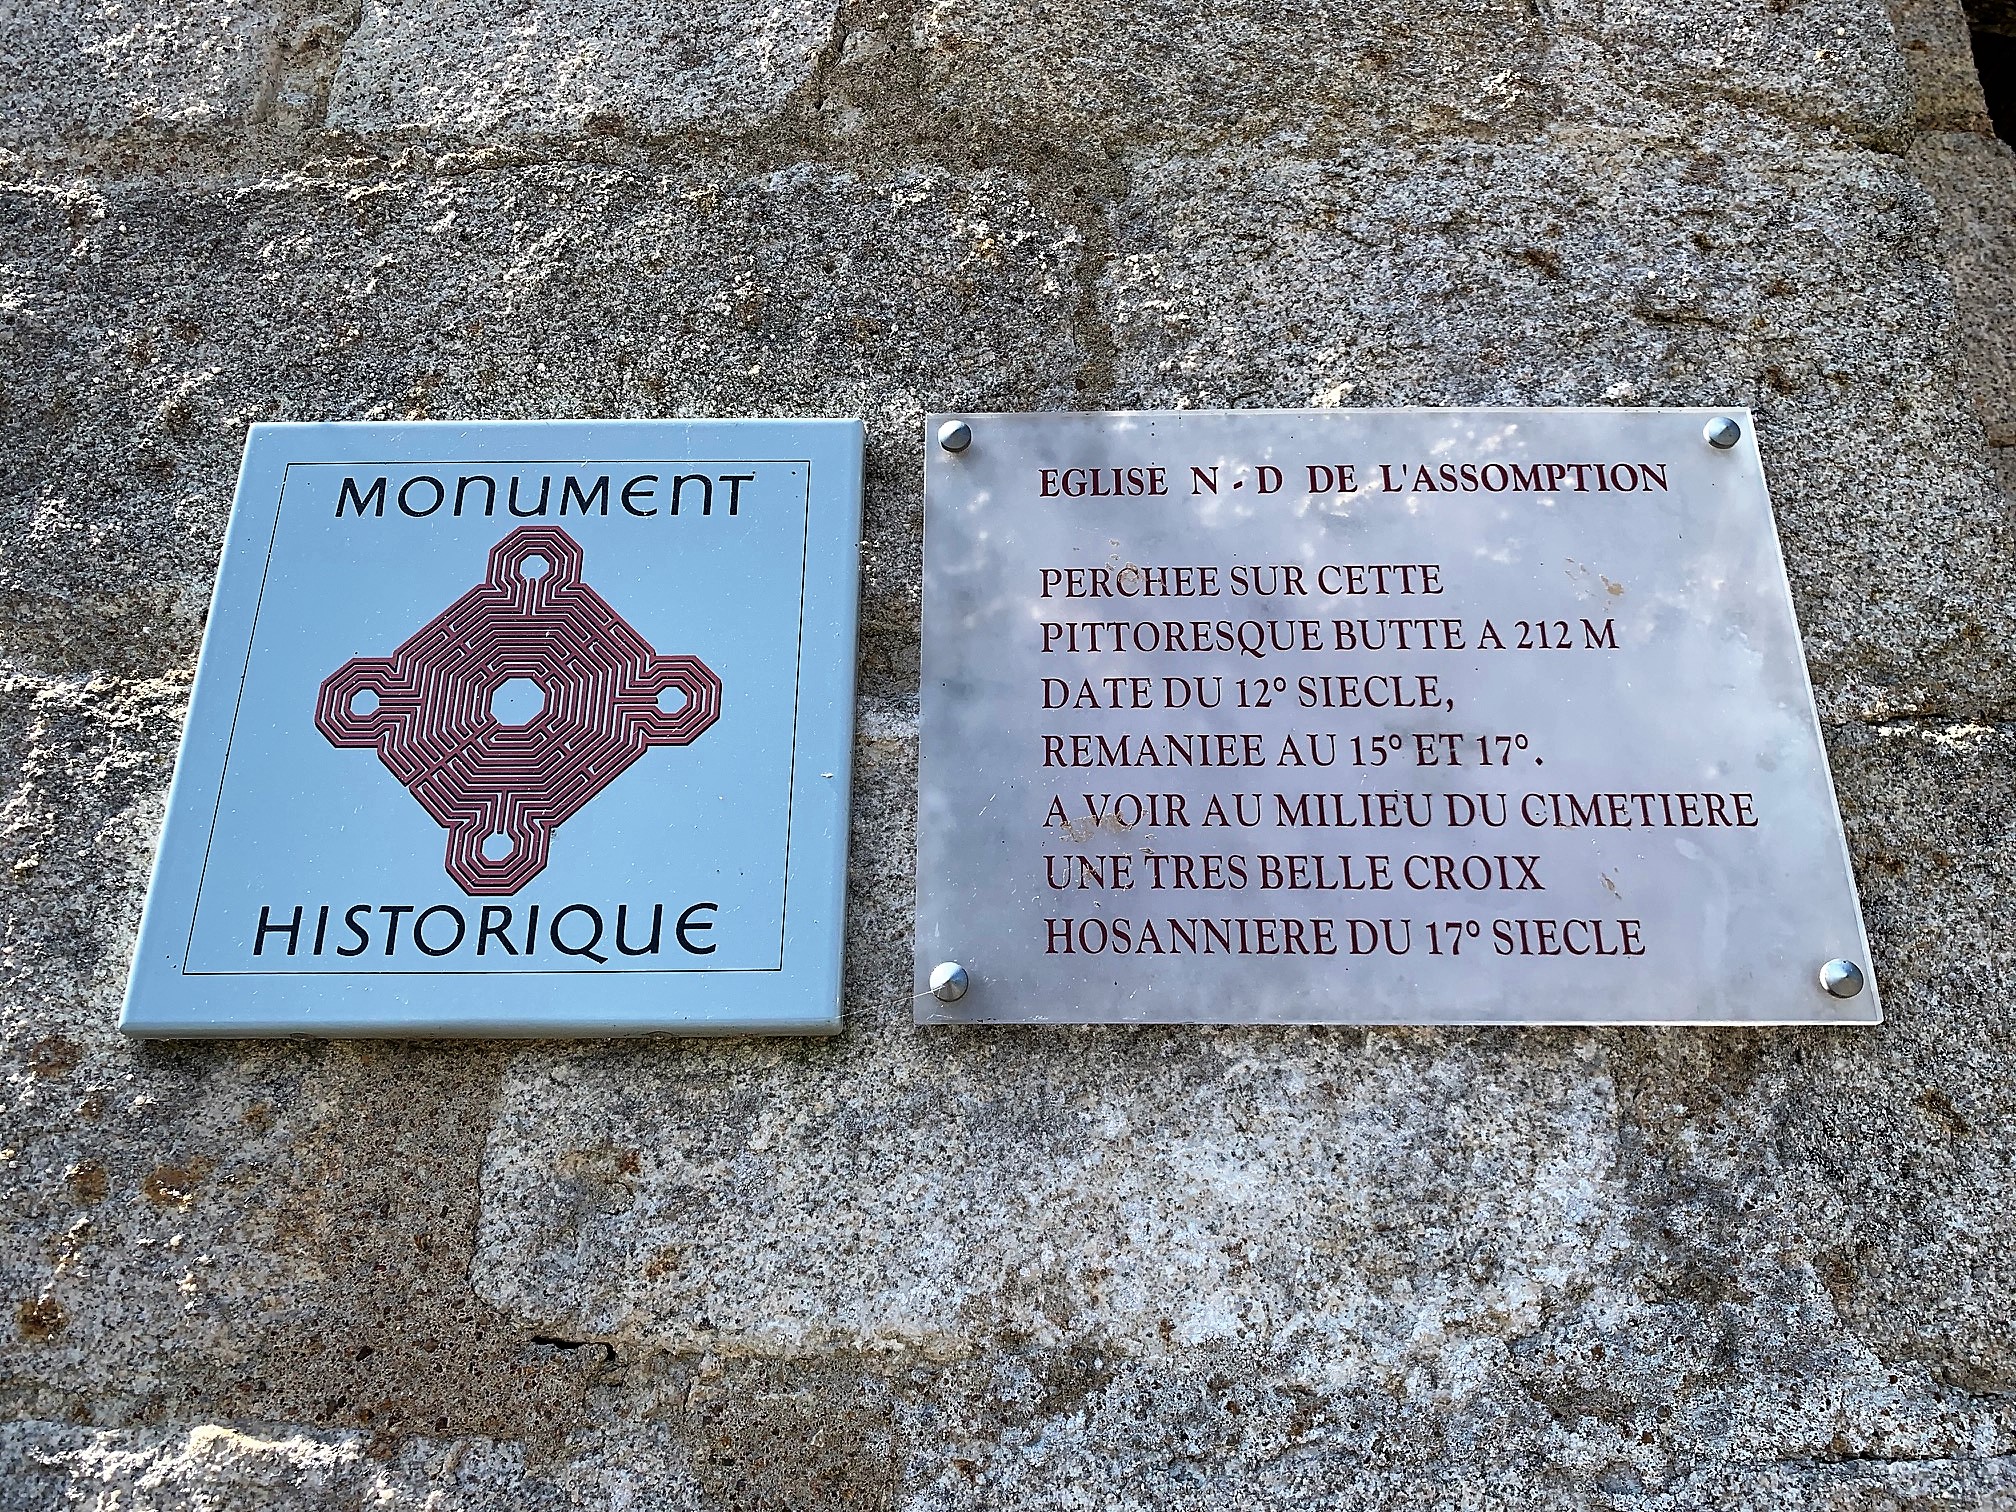 MONUMENT
HISTORIQUE
EGLISE N-D DE L'ASSOMPTION
PERCHEE SUR CETTE
PITTORESQUE BUTTE A 212 M
DATE DU 12° SIECLE,
REMANIEE AU 15° ET 17°.
A VOIR AU MILIEU DU CIMETIERE
UNE TRES BELLE CROIX
HOSANNIERE DU 17° SIECLE